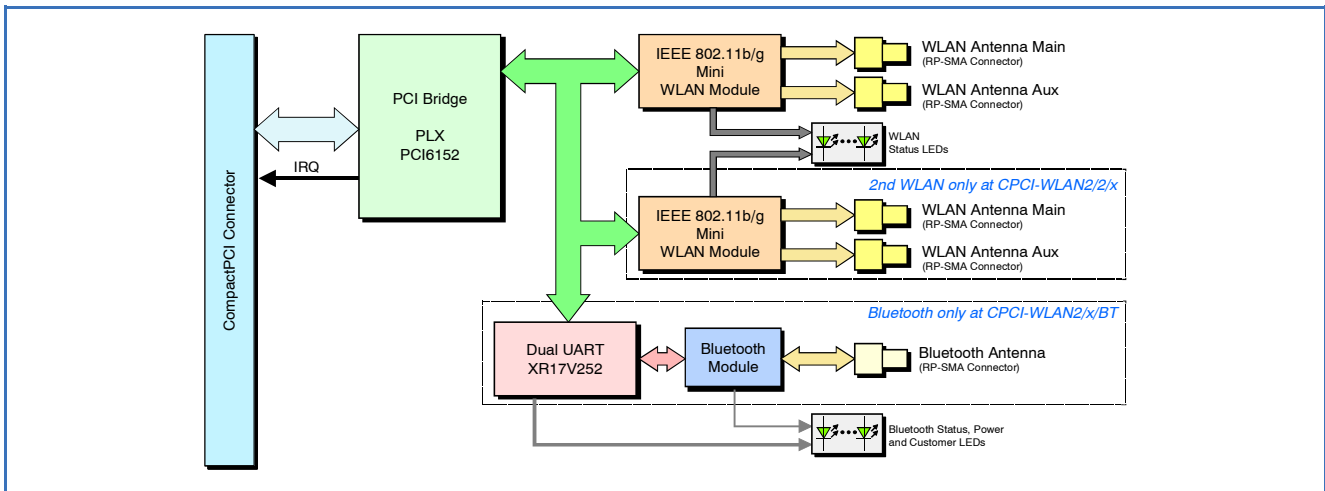 CompactPCI Connector
IRQ
PCI Bridge
PLX
PCI6152
IEEE 802.11b/g
Mini
WLAN Module
WLAN Antenna Main
(RP-SMA Connector)
WLAN Antenna Aux
(RP-SMA Connector)
WLAN
Status LEDs
2nd WLAN only at CPCI-WLAN2/2/x
IEEE 802.11b/g
Mini
WLAN Module
WLAN Antenna Main
(RP-SMA Connector)
WLAN Antenna Aux
(RP-SMA Connector)
Bluetooth only at CPCI-WLAN2/x/BT
Dual UART
XR17V252
Bluetooth
Module
Bluetooth Antenna
(RP-SMA Connector)
Bluetooth Status, Power
and Customer LEDs